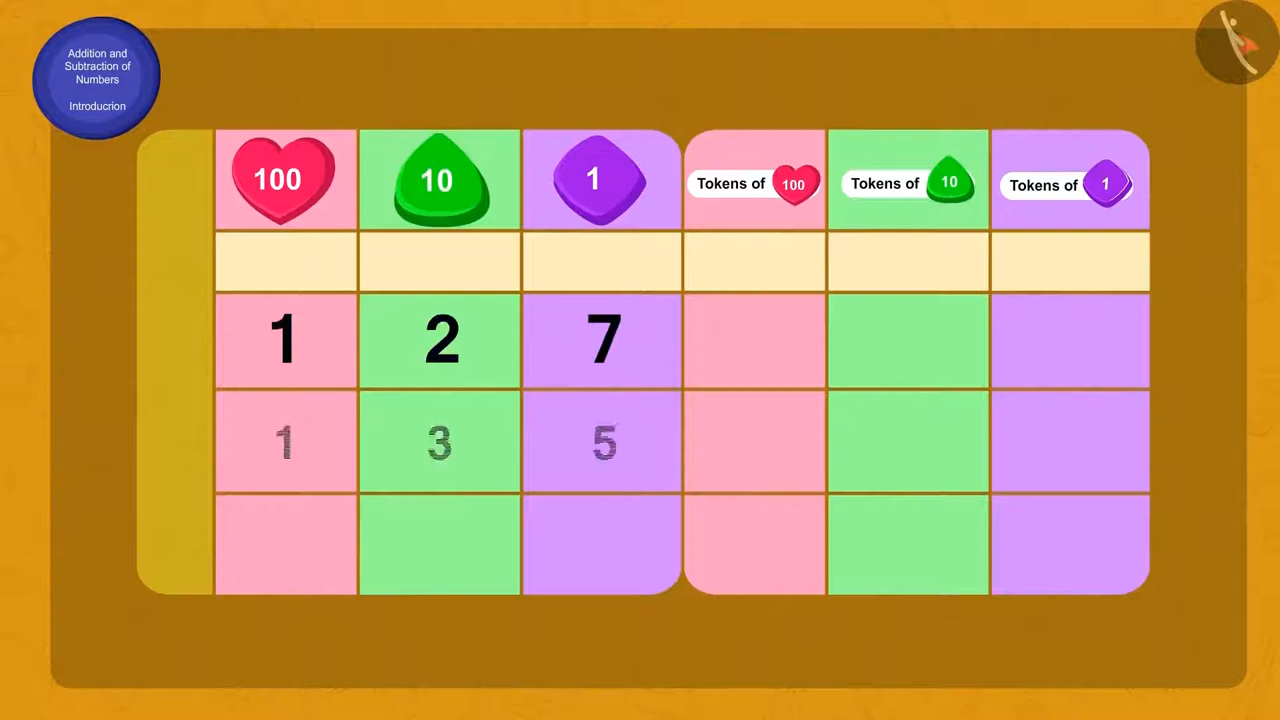 Addition and
Subtraction of
Numbers
Introducrion
100 10 1 Tokens of 100 Tokens of 10 Tokens of 1
1 2 7
1 3 5